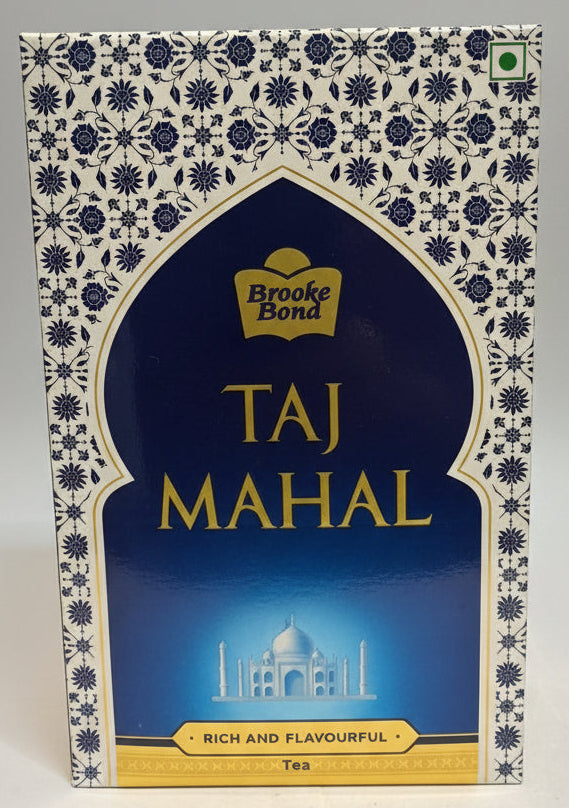 Brooke
Bond
TAJ
MAHAL
RICH AND FLAVOURFUL
Tea